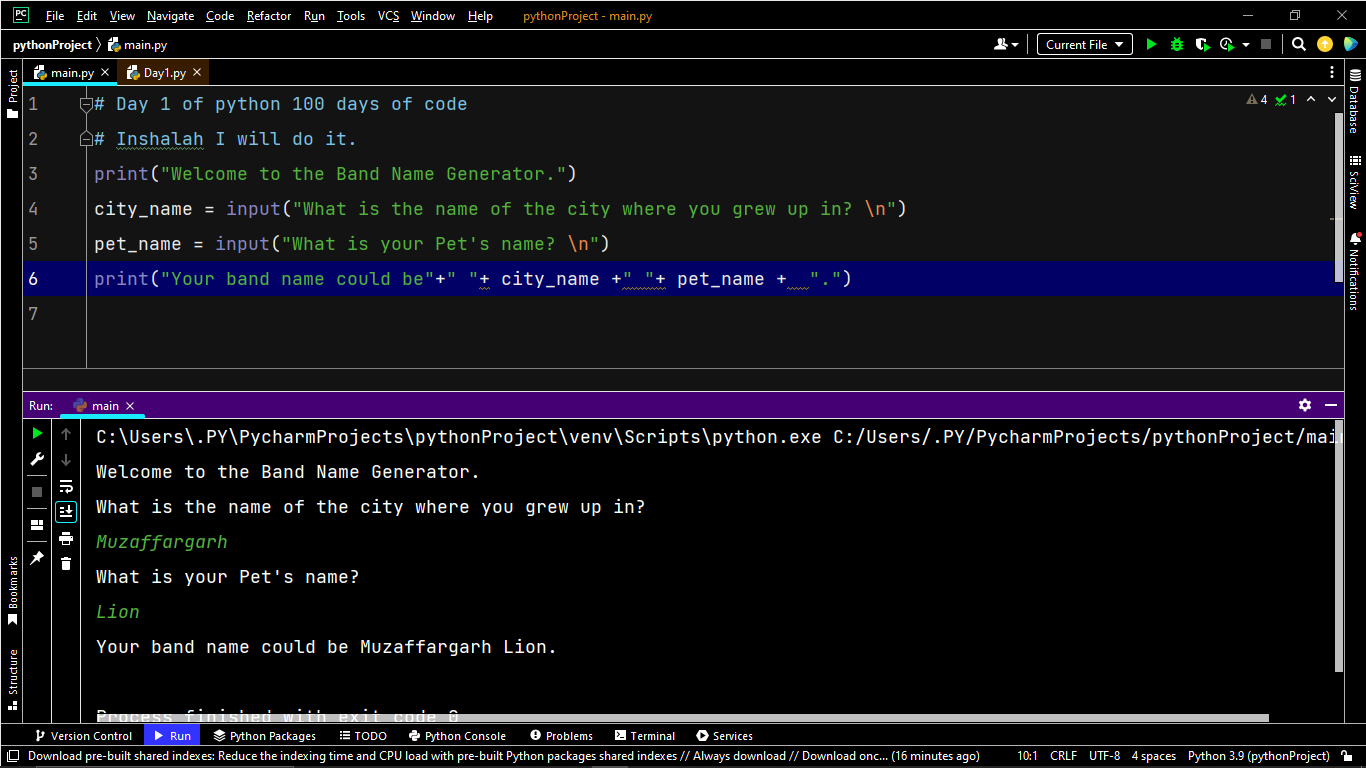 PC File Edit View Navigate Code Refactor Run Tools VCS Window Help pythonProject - main.py
pythonProject main.py Current File
main.py Day1.py
Project
Database
SciView
Notifications
4 1
1 # Day 1 of python 100 days of code
2 # Inshalah I will do it.
3 print("Welcome to the Band Name Generator.")
4 city_name = input("What is the name of the city where you grew up in? \n")
5 pet_name = input("What is your Pet's name? \n")
6 print("Your band name could be"+" "+ city_name +" "+ pet_name +  ".")
7
Run: main
C:\Users\.PY\PycharmProjects\pythonProject\venv\Scripts\python.exe C:/Users/.PY/PycharmProjects/pythonProject/mai
Welcome to the Band Name Generator.
What is the name of the city where you grew up in?
Muzaffargarh
What is your Pet's name?
Lion
Your band name could be Muzaffargarh Lion.
Process finished with exit code 0
Bookmarks
Structure
Version Control Run Python Packages TODO Python Console Problems Terminal Services
Download pre-built shared indexes: Reduce the indexing time and CPU load with pre-built Python packages shared indexes // Always download // Download onc... (16 minutes ago) 10:1 CRLF UTF-8 4 spaces Python 3.9 (pythonProject)